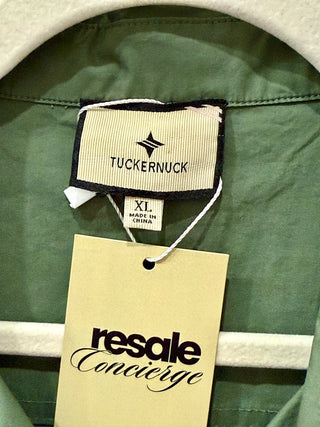 TUCKERNUCK
XL
MADE IN
CHINA
resale
Concierge